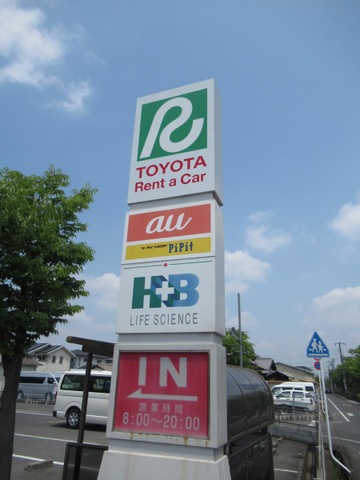 R
TOYOTA
Rent a Car
au
PiPit
H+B
LIFE SCIENCE
IN
営業時間
8:00~20:00